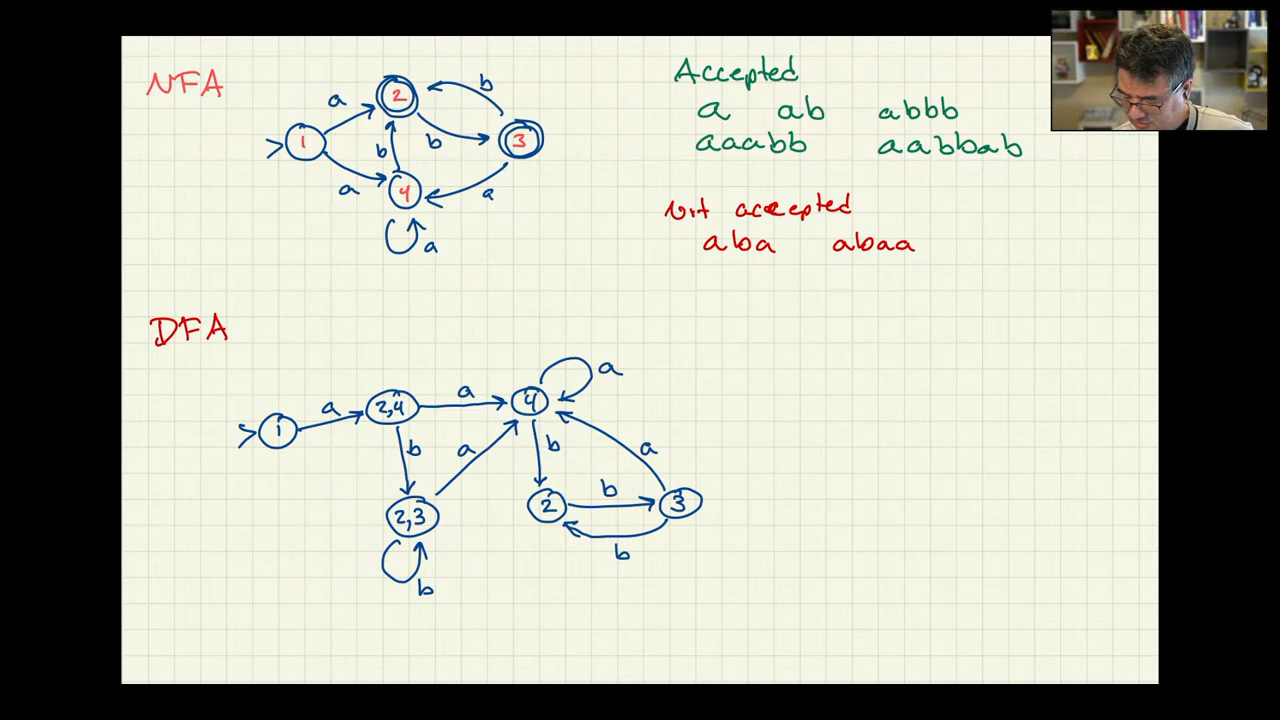 NFA
Accepted
a ab abbb
aaabb aabbab
Not accepted
aba abaa
a 2 b
1 b b 3
a 4 a
a
DFA
a
1 a 2,4 a 4
b a b a
2,3 2 b 3
b
b